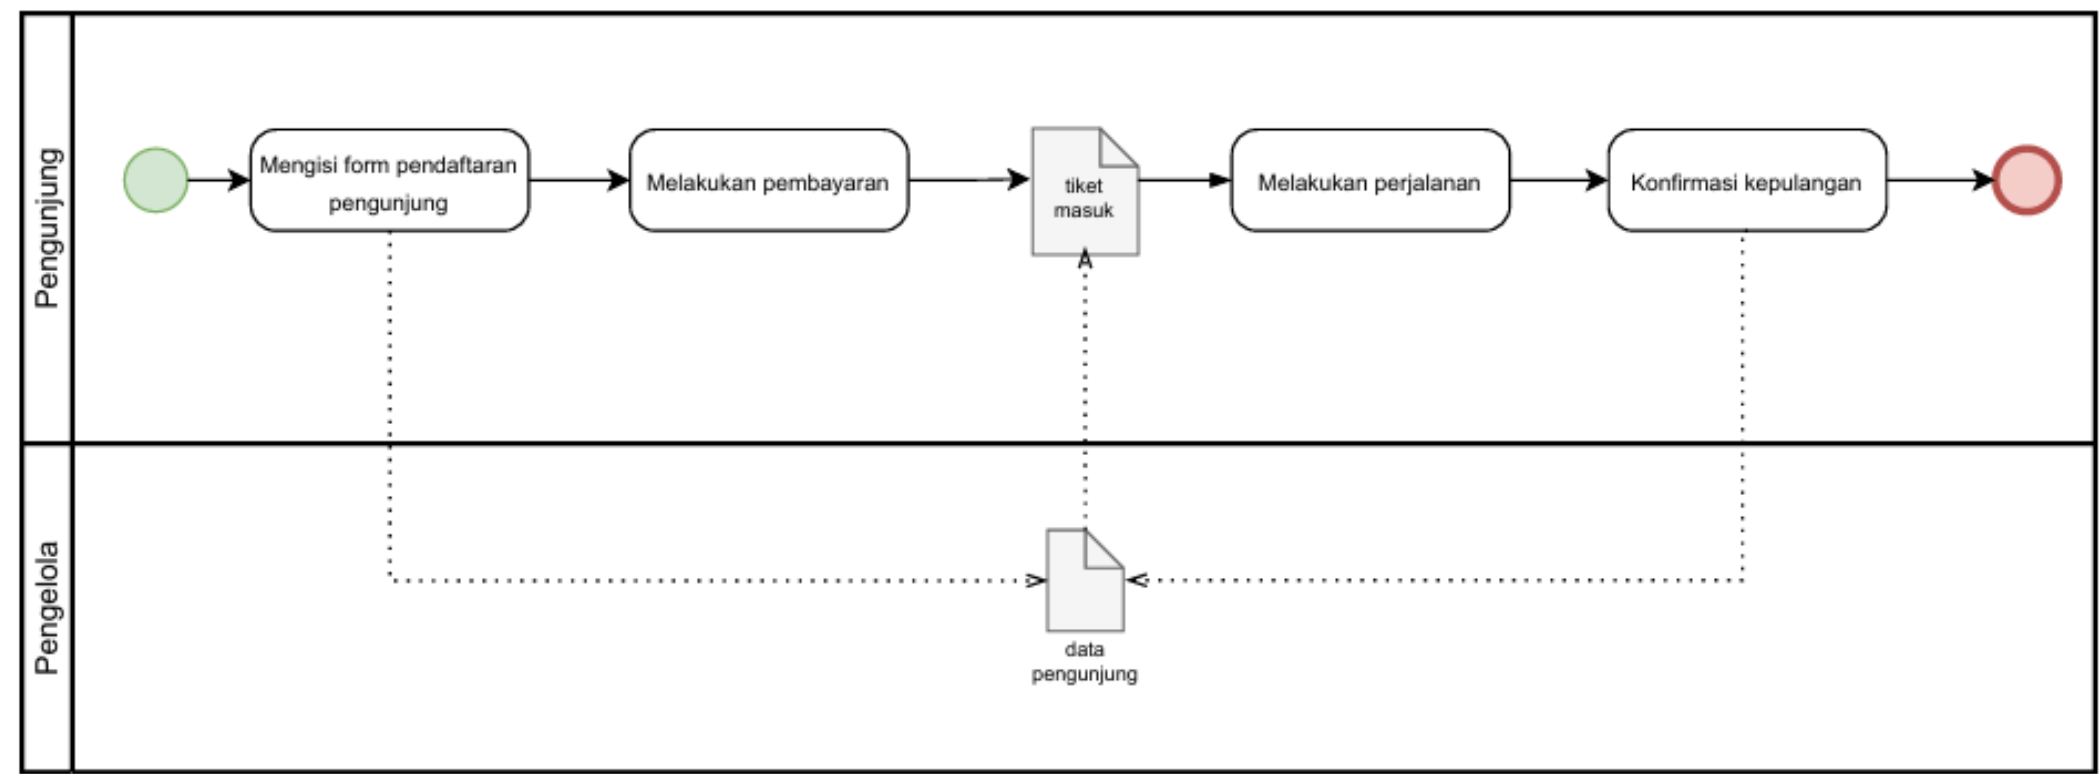 Pengunjung
Mengisi form pendaftaran
pengunjung
Melakukan pembayaran
tiket
masuk
Melakukan perjalanan
Konfirmasi kepulangan
Pengelola
data
pengunjung